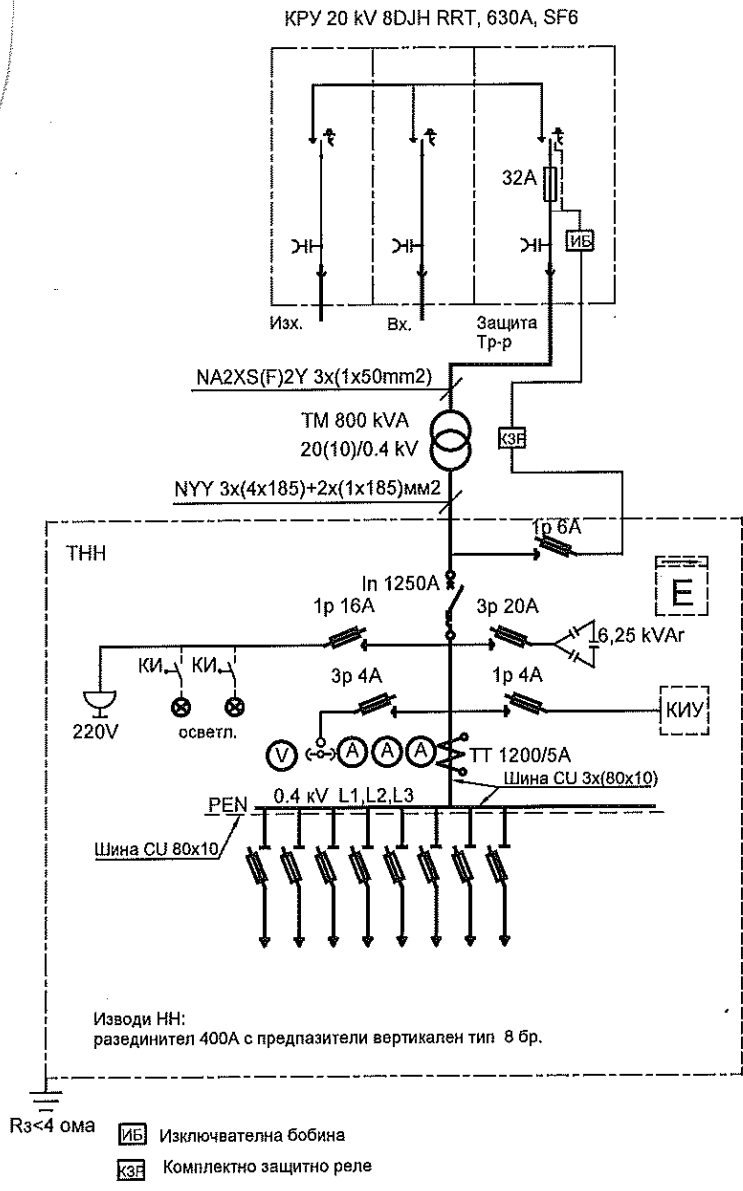 КРУ 20 kV 8DJH RRT, 630A, SF6
32A
ИБ
Изх.
Вх.
Защита
Тр-р
NA2XS(F)2Y 3x(1x50mm2)
ТМ 800 kVA
20(10)/0.4 kV
КЗР
NYY 3x(4x185)+2x(1x185)мм2
ТНН
1р 6А
In 1250A
E
1р 16А
3р 20А
6,25 kVAr
КИ
КИ
3р 4А
1р 4А
КИУ
220V
осветл.
V
A
A
A
ТТ 1200/5А
Шина CU 3x(80x10)
PEN
0.4 kV L1,L2,L3
Шина CU 80x10
Изводи НН:
разединител 400А с предпазители вертикален тип 8 бр.
Rз<4 ома
ИБ Изключвателна бобина
КЗР Комплектно защитно реле